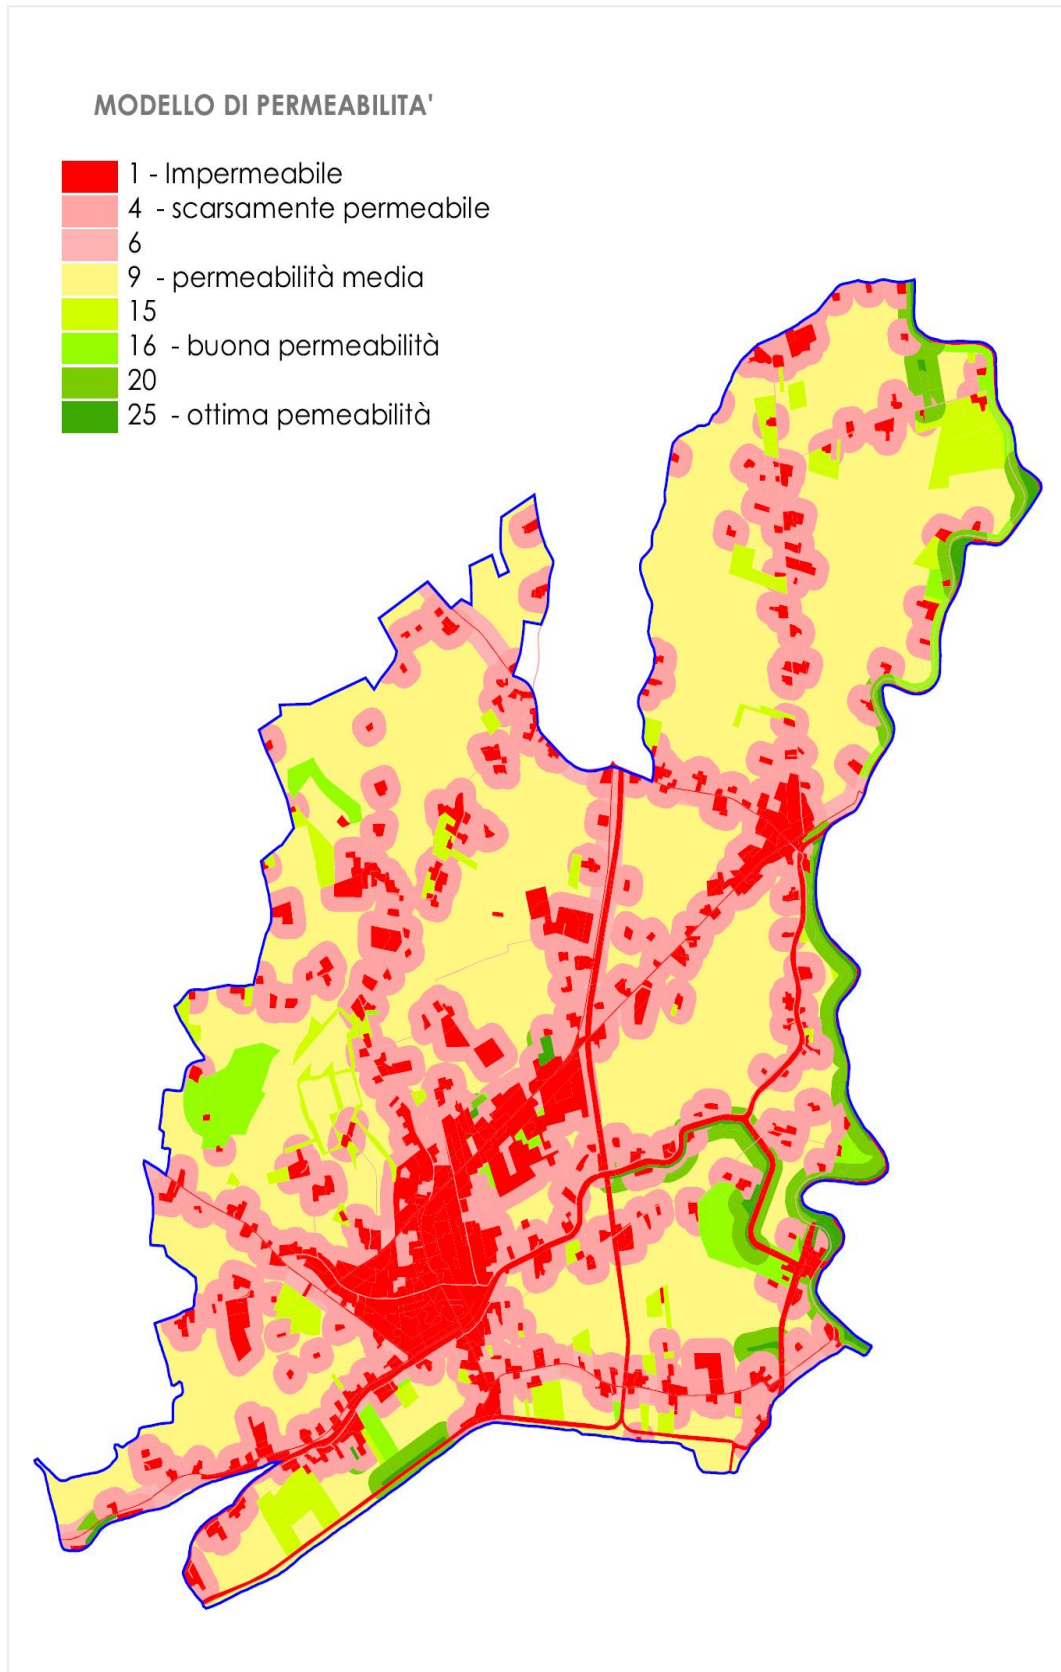 MODELLO DI PERMEABILITA'
1 - Impermeabile
4 - scarsamente permeabile
6
9 - permeabilità media
15
16 - buona permeabilità
20
25 - ottima pemeabilità